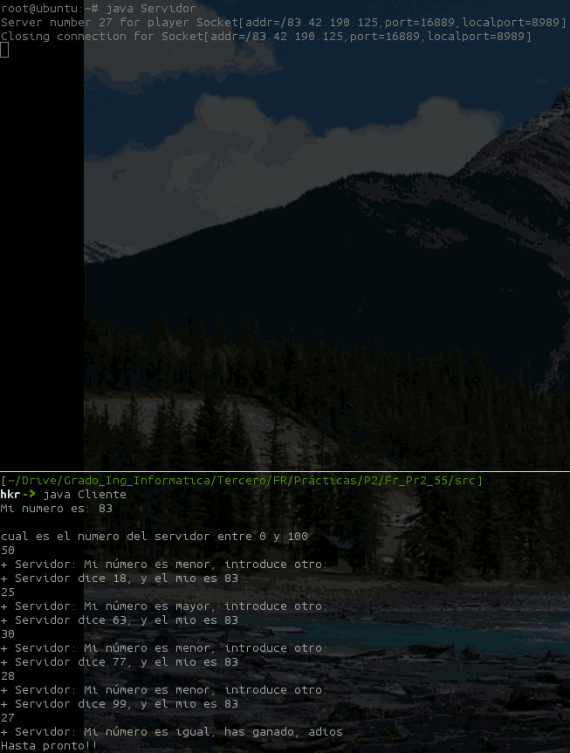 root@ubuntu:~# java Servidor
Server number 27 for player Socket[addr=/83.42.190.125,port=16889,localport=8989]
Closing connection for Socket[addr=/83.42.190.125,port=16889,localport=8989]
[~/Drive/Grado_Ing_Informatica/Tercero/FR/Prácticas/P2/Fr_Pr2_S5/src]
hkr-> java Cliente
Mi numero es: 83
cual es el numero del servidor entre 0 y 100
50
+ Servidor: Mi número es menor, introduce otro:
+ Servidor dice 18, y el mio es 83
25
+ Servidor: Mi número es mayor, introduce otro:
+ Servidor dice 63, y el mio es 83
30
+ Servidor: Mi número es menor, introduce otro:
+ Servidor dice 77, y el mio es 83
28
+ Servidor: Mi número es menor, introduce otro:
+ Servidor dice 99, y el mio es 83
27
+ Servidor: Mi número es igual, has ganado, adios
Hasta pronto!!